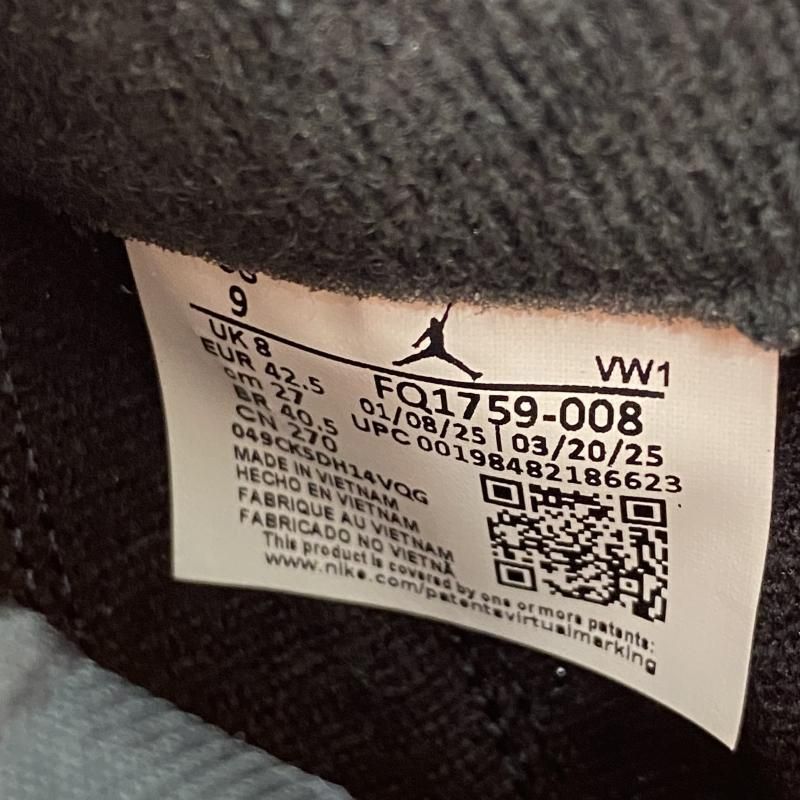 9
UK 8
EUR 42.5
cm 27
BR 40.5
CN 270
049CK5DH14VQG
VW1
FQ1759-008
01/08/25 | 03/20/25
UPC 00198482186623
MADE IN VIETNAM
HECHO EN VIETNAM
FABRIQUE AU VIETNAM
FABRICADO NO VIETNÃ
This product is covered by one or more patents:
www.nike.com/patentsvirtualmarking